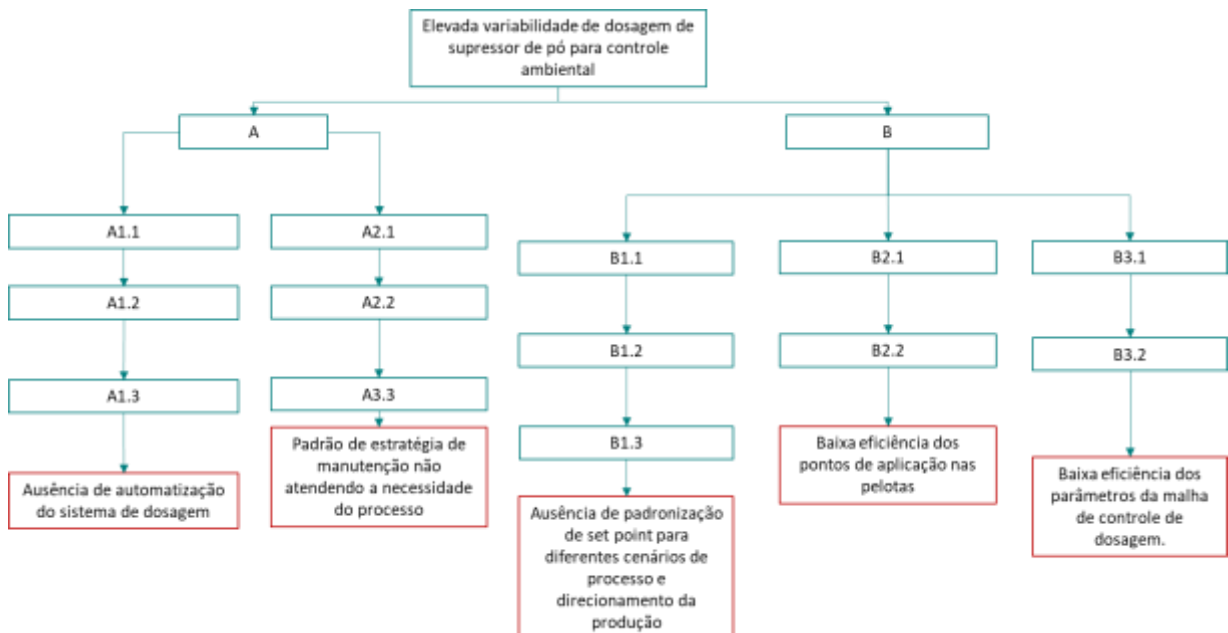 Elevada variabilidade de dosagem de
supressor de pó para controle
ambiental
A
B
A1.1
A2.1
B1.1
B2.1
B3.1
A1.2
A2.2
B1.2
B2.2
B3.2
A1.3
A3.3
B1.3
Ausência de automatização
do sistema de dosagem
Padrão de estratégia de
manutenção não
atendendo a necessidade
do processo
Ausência de padronização
de set point para
diferentes cenários de
processo e
direcionamento da
produção
Baixa eficiência dos
pontos de aplicação nas
pelotas
Baixa eficiência dos
parâmetros da malha
de controle de
dosagem.